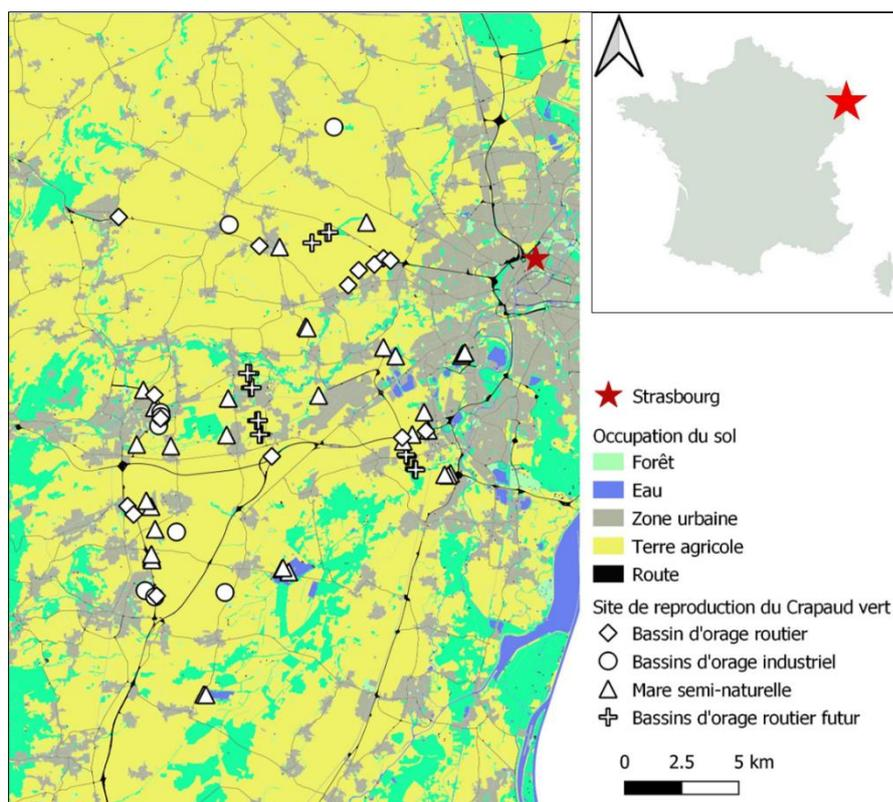 Strasbourg
Occupation du sol
Forêt
Eau
Zone urbaine
Terre agricole
Route
Site de reproduction du Crapaud vert
Bassin d'orage routier
Bassins d'orage industriel
Mare semi-naturelle
Bassins d'orage routier futur
0 2.5 5 km